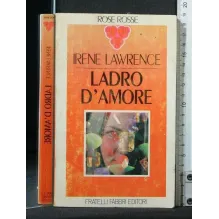 ROSE ROSSE
IRENE LAWRENCE
LADRO
D'AMORE
FRATELLI FABBRI EDITORI
LADRO D'AMORE